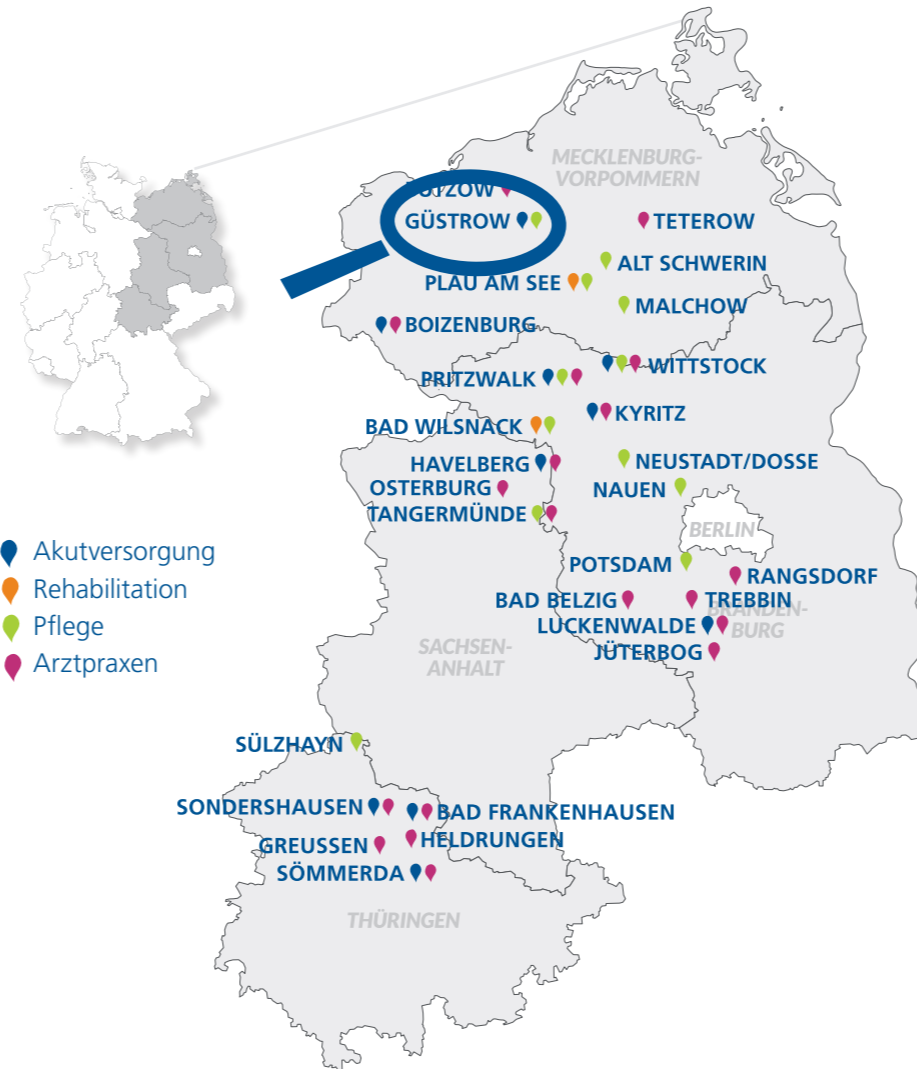 MECKLENBURG-
VORPOMMERN
GÜSTROW
TETEROW
ALT SCHWERIN
PLAU AM SEE
MALCHOW
BOIZENBURG
WITTSTOCK
PRITZWALK
KYRITZ
BAD WILSNACK
HAVELBERG
NEUSTADT/DOSSE
OSTERBURG
NAUEN
TANGERMÜNDE
BERLIN
Akutversorgung
Rehabilitation
Pflege
Arztpraxen
POTSDAM
RANGSDORF
BAD BELZIG
TREBBIN
BRANDEN-
BURG
LUCKENWALDE
JÜTERBOG
SACHSEN-
ANHALT
SÜLZHAYN
SONDERSHAUSEN
BAD FRANKENHAUSEN
HELDRUNGEN
GREUSSEN
SÖMMERDA
THÜRINGEN